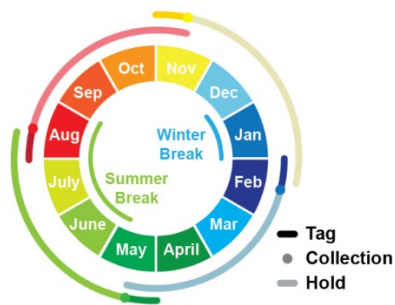 Oct
Nov
Sep
Dec
Aug
Winter
Break
Jan
July
Summer
Break
Feb
June
Mar
May
April
Tag
Collection
Hold